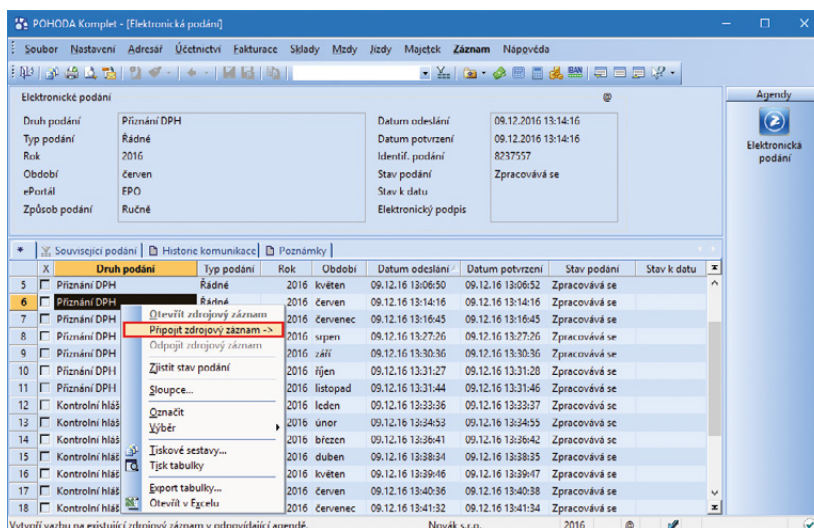 POHODA Komplet - [Elektronická podání]
Soubor Nastavení Adresář Účetnictví Fakturace Sklady Mzdy Jízdy Majetek Záznam Nápověda
Elektronické podání @
Druh podání Přiznání DPH Datum odeslání 09.12.2016 13:14:16
Typ podání Řádné Datum potvrzení 09.12.2016 13:14:16
Rok 2016 Identif. podání 8237557
Období červen Stav podání Zpracovává se
ePortál EPO Stav k datu
Způsob podání Ručně Elektronický podpis
Agendy
Elektronická
podání
* Související podání Historie komunikace Poznámky
X Druh podání Typ podání Rok Období Datum odeslání Datum potvrzení Stav podání Stav k datu
5 Přiznání DPH Řádné 2016 květen 09.12.16 13:06:50 09.12.16 13:06:52 Zpracovává se
6 Přiznání DPH Řádné 2016 červen 09.12.16 13:14:16 09.12.16 13:14:16 Zpracovává se
7 Přiznání DPH 2016 červenec 09.12.16 13:16:45 09.12.16 13:16:45 Zpracovává se
8 Přiznání DPH 2016 srpen 09.12.16 13:27:26 09.12.16 13:27:26 Zpracovává se
9 Přiznání DPH 2016 září 09.12.16 13:30:36 09.12.16 13:30:36 Zpracovává se
10 Přiznání DPH 2016 říjen 09.12.16 13:31:27 09.12.16 13:31:28 Zpracovává se
11 Přiznání DPH 2016 listopad 09.12.16 13:31:44 09.12.16 13:31:46 Zpracovává se
12 Kontrolní hláš 2016 leden 09.12.16 13:33:36 09.12.16 13:33:37 Zpracovává se
13 Kontrolní hláš 2016 únor 09.12.16 13:34:53 09.12.16 13:34:55 Zpracovává se
14 Kontrolní hláš 2016 březen 09.12.16 13:36:41 09.12.16 13:36:42 Zpracovává se
15 Kontrolní hláš 2016 duben 09.12.16 13:38:34 09.12.16 13:38:35 Zpracovává se
16 Kontrolní hláš 2016 květen 09.12.16 13:39:46 09.12.16 13:39:47 Zpracovává se
17 Kontrolní hláš 2016 červen 09.12.16 13:40:36 09.12.16 13:40:38 Zpracovává se
18 Kontrolní hláš 2016 červenec 09.12.16 13:41:32 09.12.16 13:41:34 Zpracovává se
Otevřít zdrojový záznam
Připojit zdrojový záznam ->
Odpojit zdrojový záznam
Zjistit stav podání
Sloupce...
Označit
Výběr
Tiskové sestavy...
Tisk tabulky
Export tabulky...
Otevřít v Excelu
Vytvoří vazbu na existující zdrojový záznam v odpovídající agendě. Novák s.r.o. 2016 @